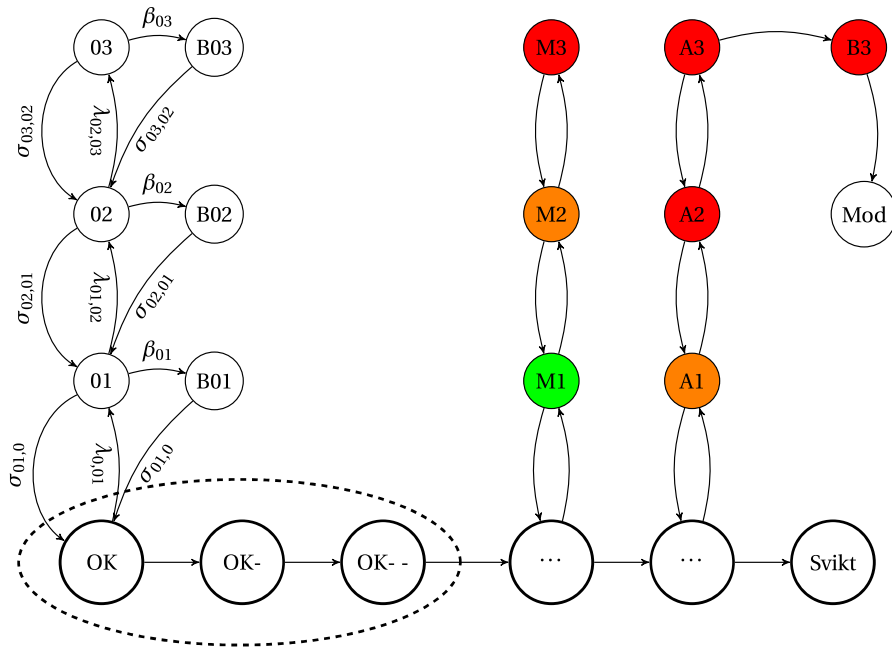 03 β03 B03 M3 A3 B3
σ03,02 λ02,03 σ03,02
02 β02 B02 M2 A2 Mod
σ02,01 λ01,02 σ02,01
01 β01 B01 M1 A1
σ01,0 λ0,01 σ01,0
OK OK- OK- - ... ... Svikt